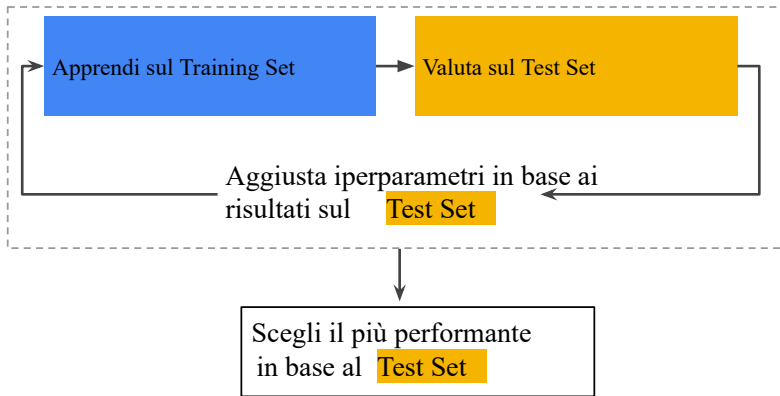 Apprendi sul Training Set
Valuta sul Test Set
Aggiusta iperparametri in base ai
risultati sul Test Set
Scegli il più performante
in base al Test Set